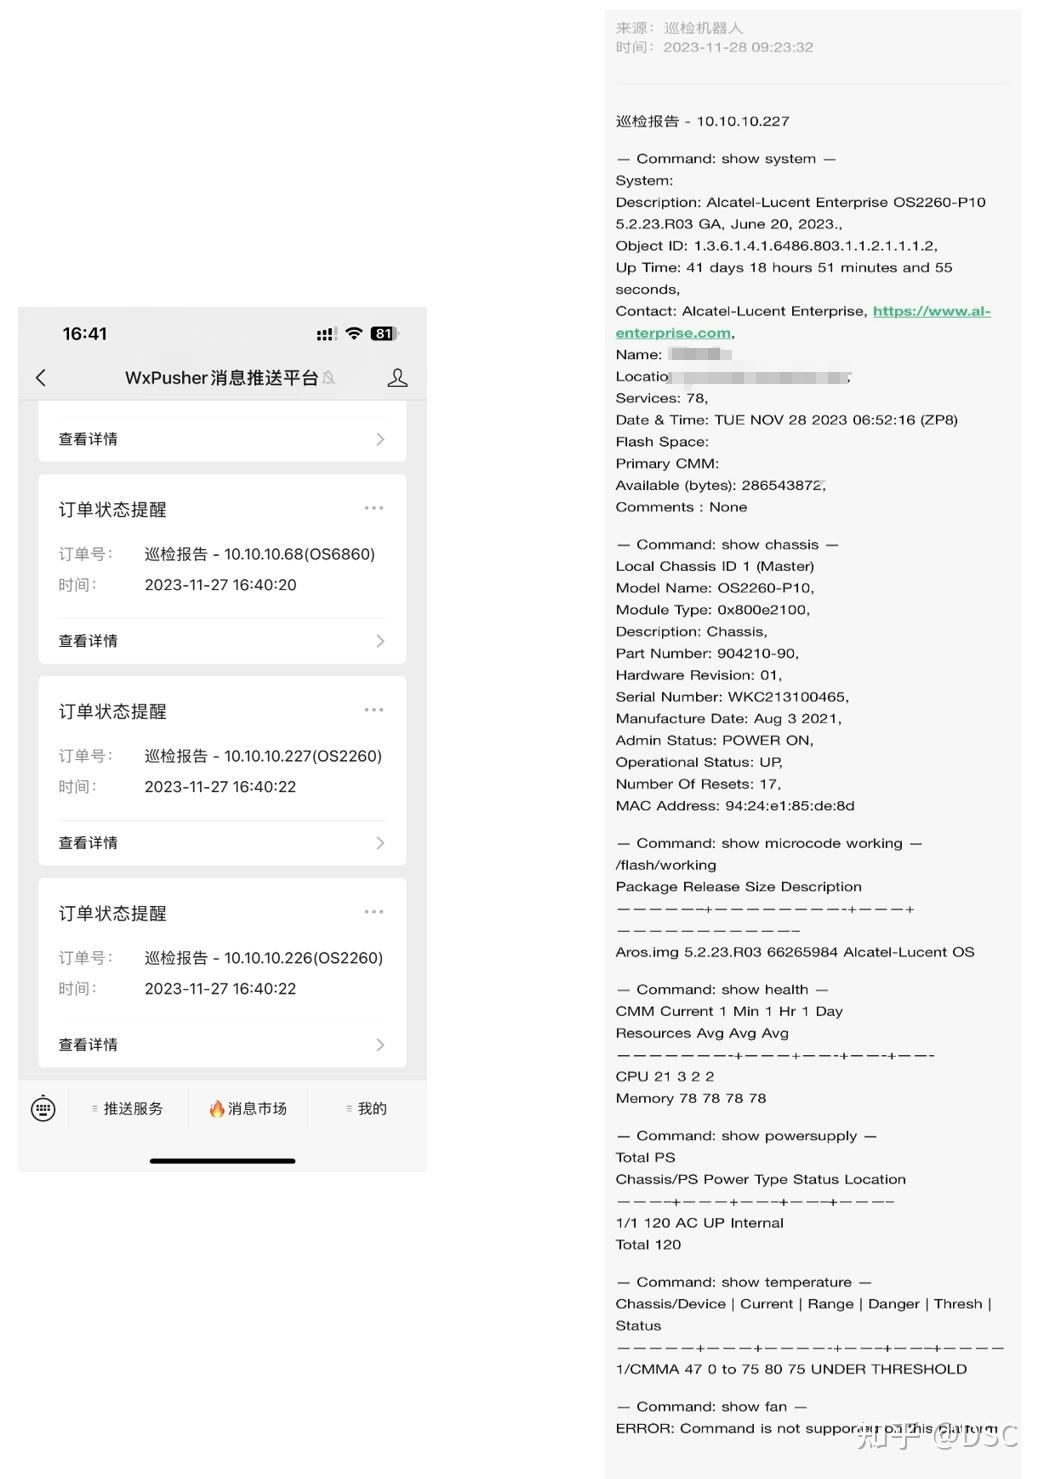 16:41
81
WxPusher消息推送平台
查看详情
订单状态提醒
订单号： 巡检报告 - 10.10.10.68(OS6860)
时间： 2023-11-27 16:40:20
查看详情
订单状态提醒
订单号： 巡检报告 - 10.10.10.227(OS2260)
时间： 2023-11-27 16:40:22
查看详情
订单状态提醒
订单号： 巡检报告 - 10.10.10.226(OS2260)
时间： 2023-11-27 16:40:22
查看详情
推送服务 消息市场 我的
来源： 巡检机器人
时间： 2023-11-28 09:23:32
巡检报告 - 10.10.10.227
— Command: show system —
System:
Description: Alcatel-Lucent Enterprise OS2260-P10
5.2.23.R03 GA, June 20, 2023.,
Object ID: 1.3.6.1.4.1.6486.803.1.1.2.1.1.1.2,
Up Time: 41 days 18 hours 51 minutes and 55
seconds,
Contact: Alcatel-Lucent Enterprise, https://www.al-
enterprise.com,
Name:
Locatio
Services: 78,
Date & Time: TUE NOV 28 2023 06:52:16 (ZP8)
Flash Space:
Primary CMM:
Available (bytes): 286543872,
Comments : None
— Command: show chassis —
Local Chassis ID 1 (Master)
Model Name: OS2260-P10,
Module Type: 0x800e2100,
Description: Chassis,
Part Number: 904210-90,
Hardware Revision: 01,
Serial Number: WKC213100465,
Manufacture Date: Aug 3 2021,
Admin Status: POWER ON,
Operational Status: UP,
Number Of Resets: 17,
MAC Address: 94:24:e1:85:de:8d
— Command: show microcode working —
/flash/working
Package Release Size Description
——————+————————-+———+
————————————–
Aros.img 5.2.23.R03 66265984 Alcatel-Lucent OS
— Command: show health —
CMM Current 1 Min 1 Hr 1 Day
Resources Avg Avg Avg
———————-+———+——-+——-+——-
CPU 21 3 2 2
Memory 78 78 78 78
— Command: show powersupply —
Total PS
Chassis/PS Power Type Status Location
————+———+———+———+————
1/1 120 AC UP Internal
Total 120
— Command: show temperature —
Chassis/Device | Current | Range | Danger | Thresh |
Status
—————+———+————-+———+———+————
1/CMMA 47 0 to 75 80 75 UNDER THRESHOLD
— Command: show fan —
ERROR: Command is not supported on this platform
知乎 @DSC